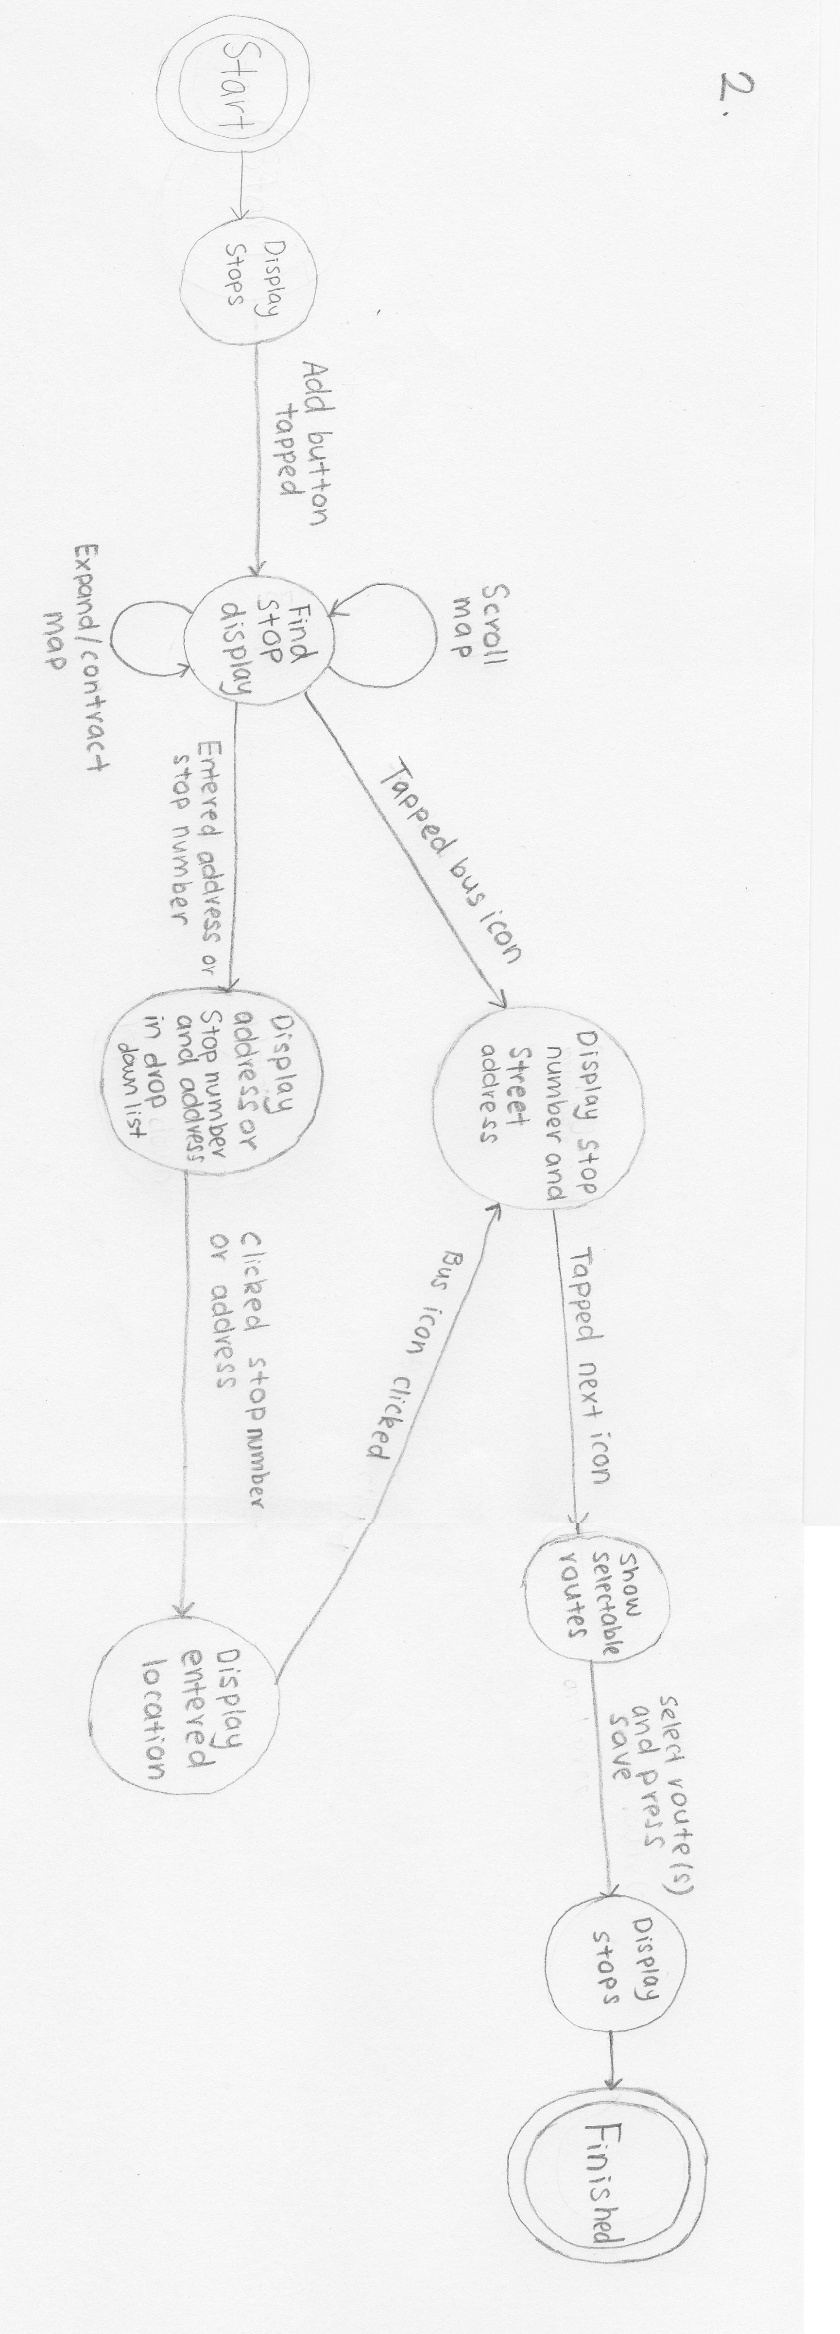 2.
Start
Display
Stops
Add button
tapped
Find
stop
display
Scroll
map
Expand/contract
map
Tapped bus icon
Entered address or
stop number
Display stop
number and
Street
address
Display
address or
Stop number
and address
in drop
down list
Tapped next icon
Clicked stop number
or address
Bus icon clicked
Show
selectable
routes
Display
entered
location
select route(s)
and press
save
Display
stops
Finished